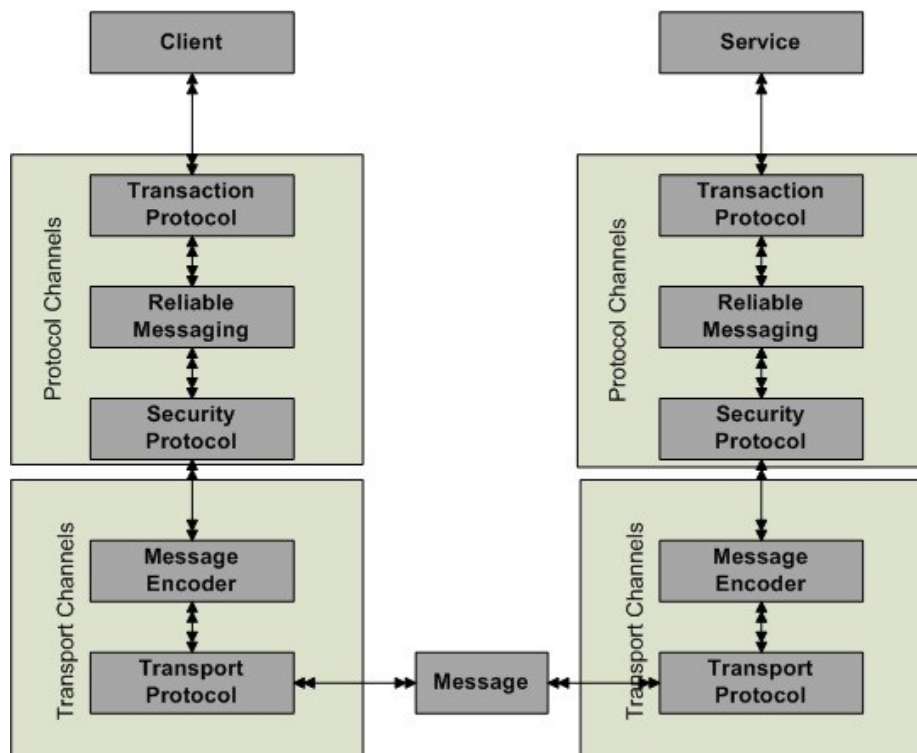 Client
Service
Protocol Channels
Transaction
Protocol
Reliable
Messaging
Security
Protocol
Protocol Channels
Transaction
Protocol
Reliable
Messaging
Security
Protocol
Transport Channels
Message
Encoder
Transport
Protocol
Message
Transport Channels
Message
Encoder
Transport
Protocol